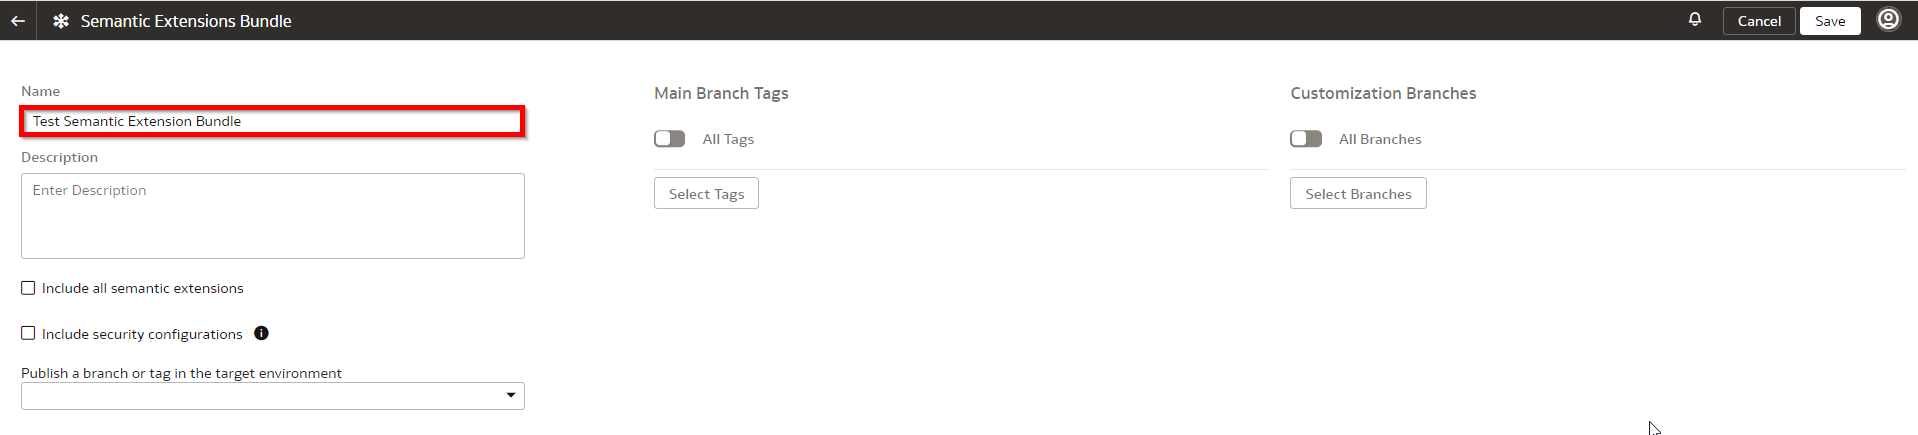 Semantic Extensions Bundle
Cancel
Save
Name
Test Semantic Extension Bundle
Description
Enter Description
Include all semantic extensions
Include security configurations
Publish a branch or tag in the target environment
Main Branch Tags
All Tags
Select Tags
Customization Branches
All Branches
Select Branches